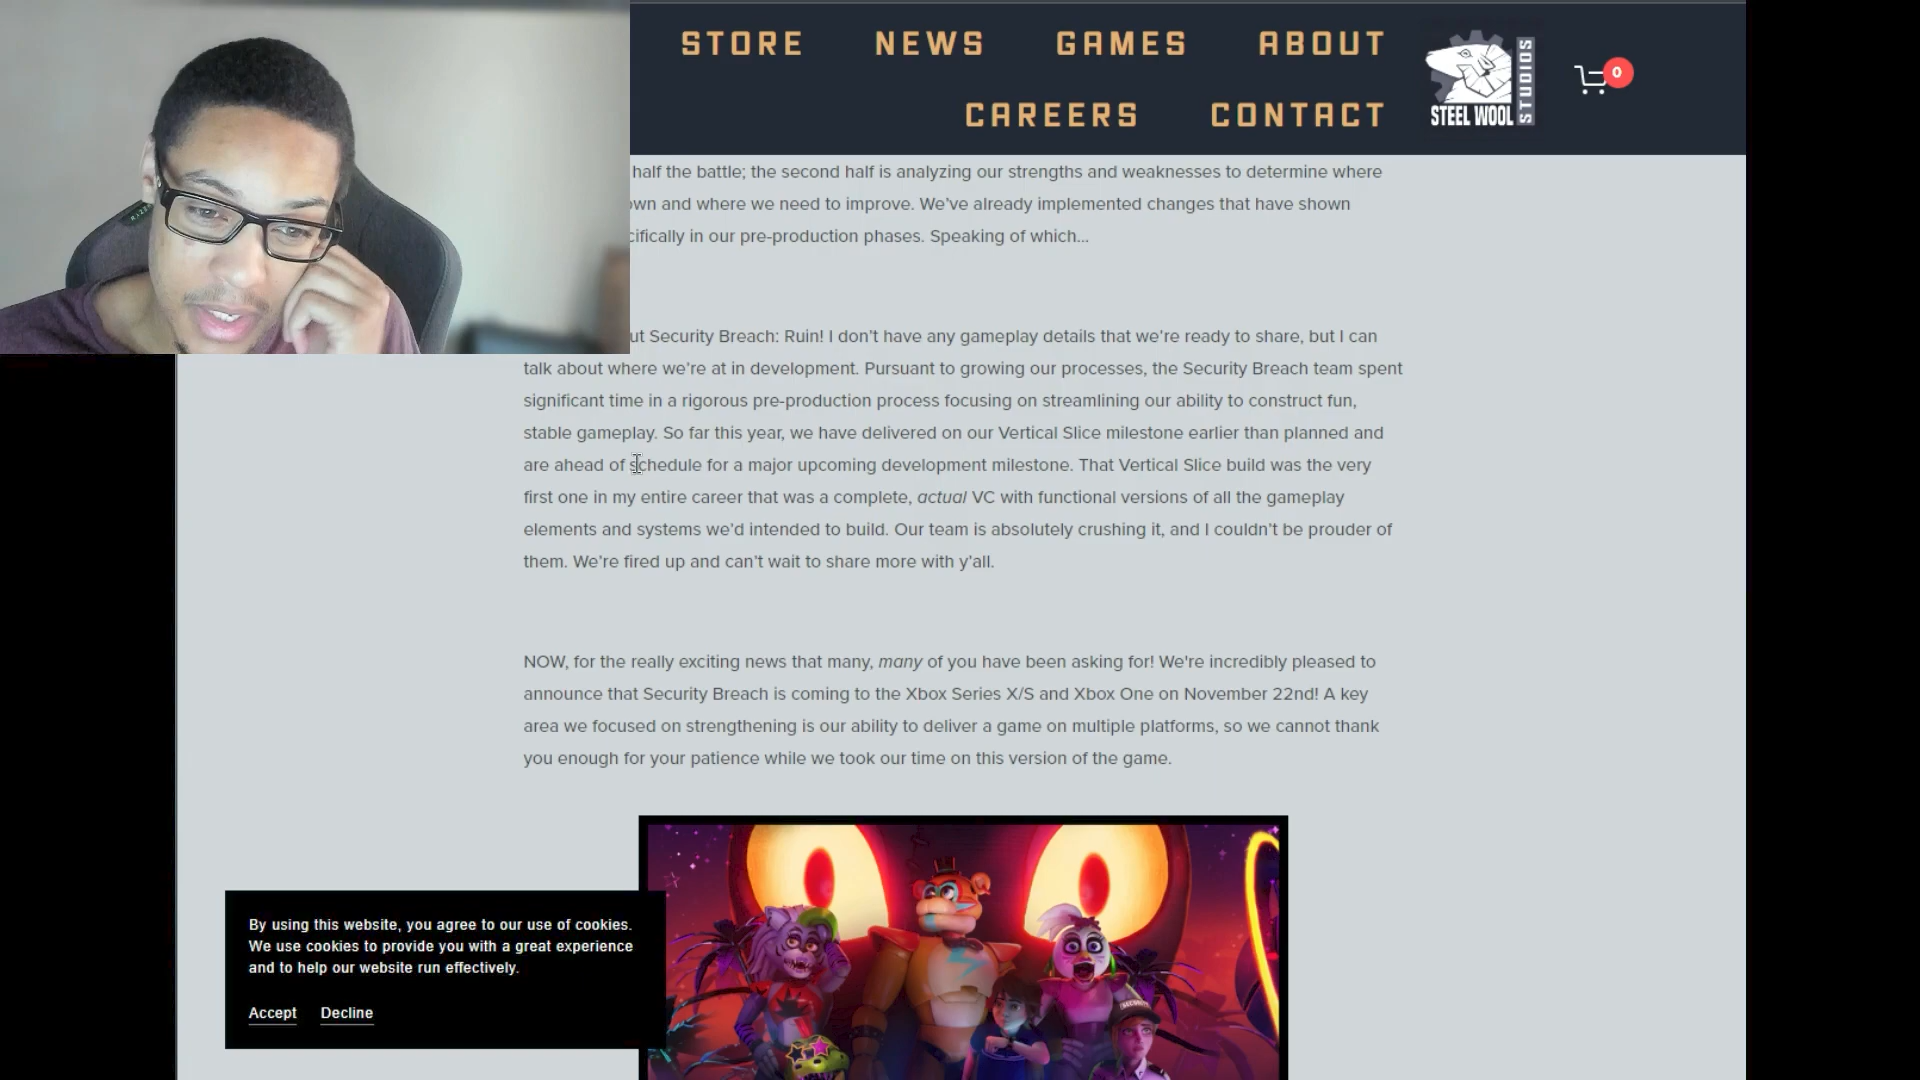 STORE NEWS GAMES ABOUT
CAREERS CONTACT
STEEL WOOL STUDIOS
0
half the battle; the second half is analyzing our strengths and weaknesses to determine where
own and where we need to improve. We’ve already implemented changes that have shown
cifically in our pre-production phases. Speaking of which...
ut Security Breach: Ruin! I don’t have any gameplay details that we’re ready to share, but I can
talk about where we’re at in development. Pursuant to growing our processes, the Security Breach team spent
significant time in a rigorous pre-production process focusing on streamlining our ability to construct fun,
stable gameplay. So far this year, we have delivered on our Vertical Slice milestone earlier than planned and
are ahead of schedule for a major upcoming development milestone. That Vertical Slice build was the very
first one in my entire career that was a complete, actual VC with functional versions of all the gameplay
elements and systems we’d intended to build. Our team is absolutely crushing it, and I couldn’t be prouder of
them. We’re fired up and can’t wait to share more with y’all.
NOW, for the really exciting news that many, many of you have been asking for! We're incredibly pleased to
announce that Security Breach is coming to the Xbox Series X/S and Xbox One on November 22nd! A key
area we focused on strengthening is our ability to deliver a game on multiple platforms, so we cannot thank
you enough for your patience while we took our time on this version of the game.
By using this website, you agree to our use of cookies.
We use cookies to provide you with a great experience
and to help our website run effectively.
Accept Decline
SECURITY